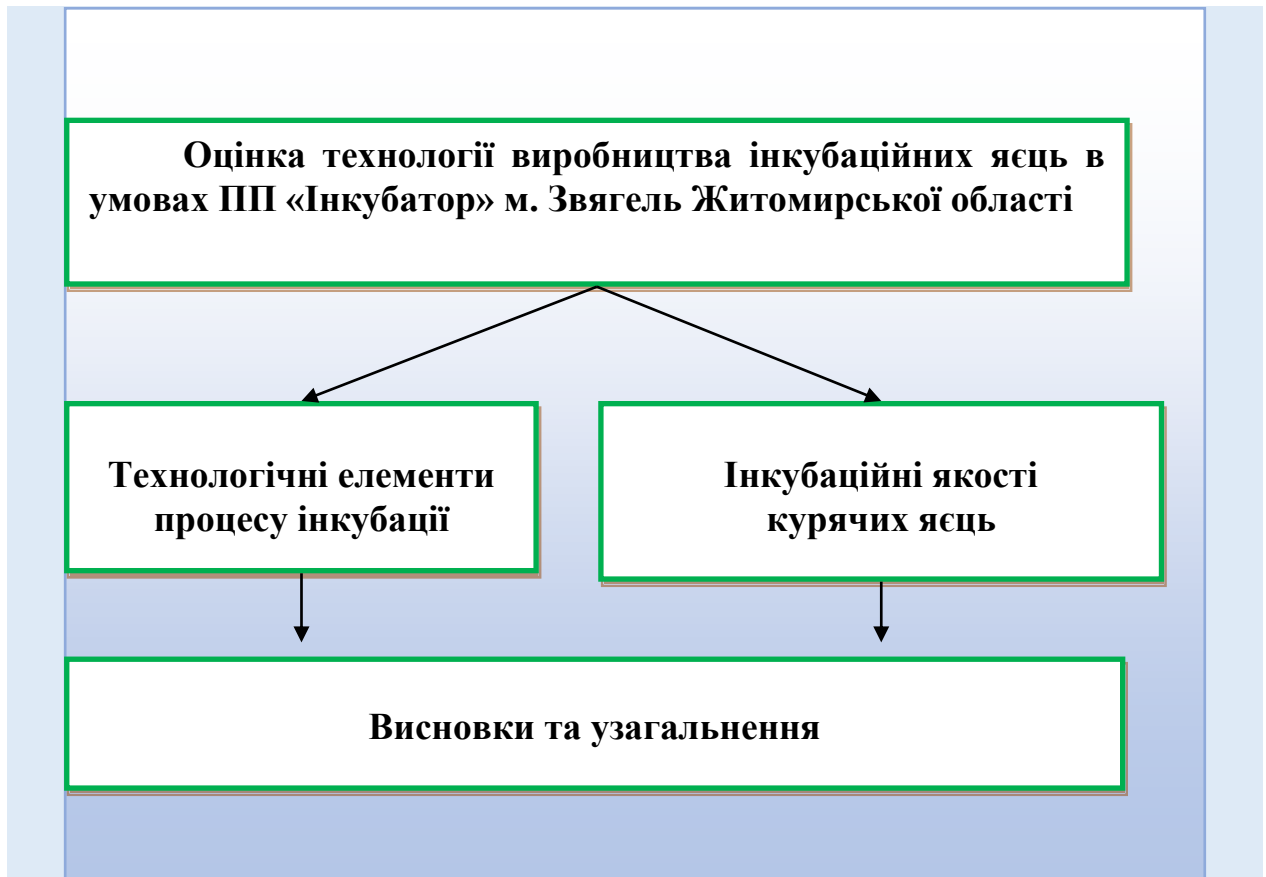 Оцінка технології виробництва інкубаційних яєць в
умовах ПП «Інкубатор» м. Звягель Житомирської області
Технологічні елементи
процесу інкубації
Інкубаційні якості
курячих яєць
Висновки та узагальнення